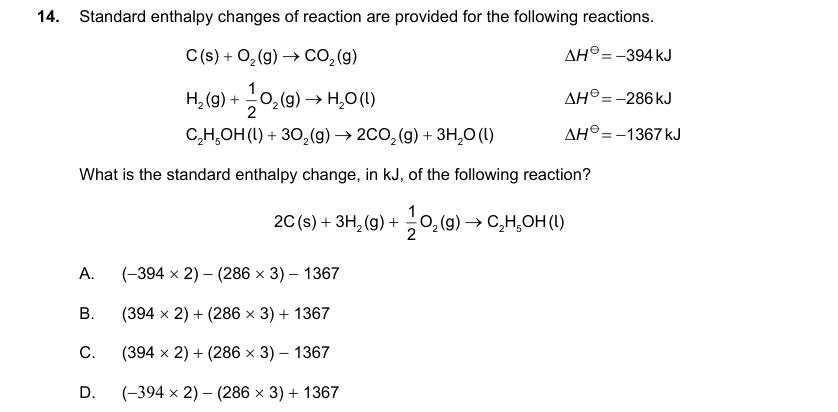 14. Standard enthalpy changes of reaction are provided for the following reactions.
C(s) + O₂(g) → CO₂(g) ΔH⊖ = −394 kJ
H₂(g) + 1/2 O₂(g) → H₂O(l) ΔH⊖ = −286 kJ
C₂H₅OH(l) + 3O₂(g) → 2CO₂(g) + 3H₂O(l) ΔH⊖ = −1367 kJ
What is the standard enthalpy change, in kJ, of the following reaction?
2C(s) + 3H₂(g) + 1/2 O₂(g) → C₂H₅OH(l)
A. (−394 × 2) − (286 × 3) − 1367
B. (394 × 2) + (286 × 3) + 1367
C. (394 × 2) + (286 × 3) − 1367
D. (−394 × 2) − (286 × 3) + 1367